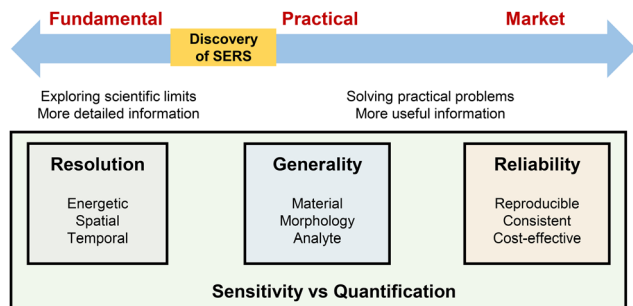 Fundamental
Practical
Market
Discovery
of SERS
Exploring scientific limits
More detailed information
Solving practical problems
More useful information
Resolution
Energetic
Spatial
Temporal
Generality
Material
Morphology
Analyte
Reliability
Reproducible
Consistent
Cost-effective
Sensitivity vs Quantification